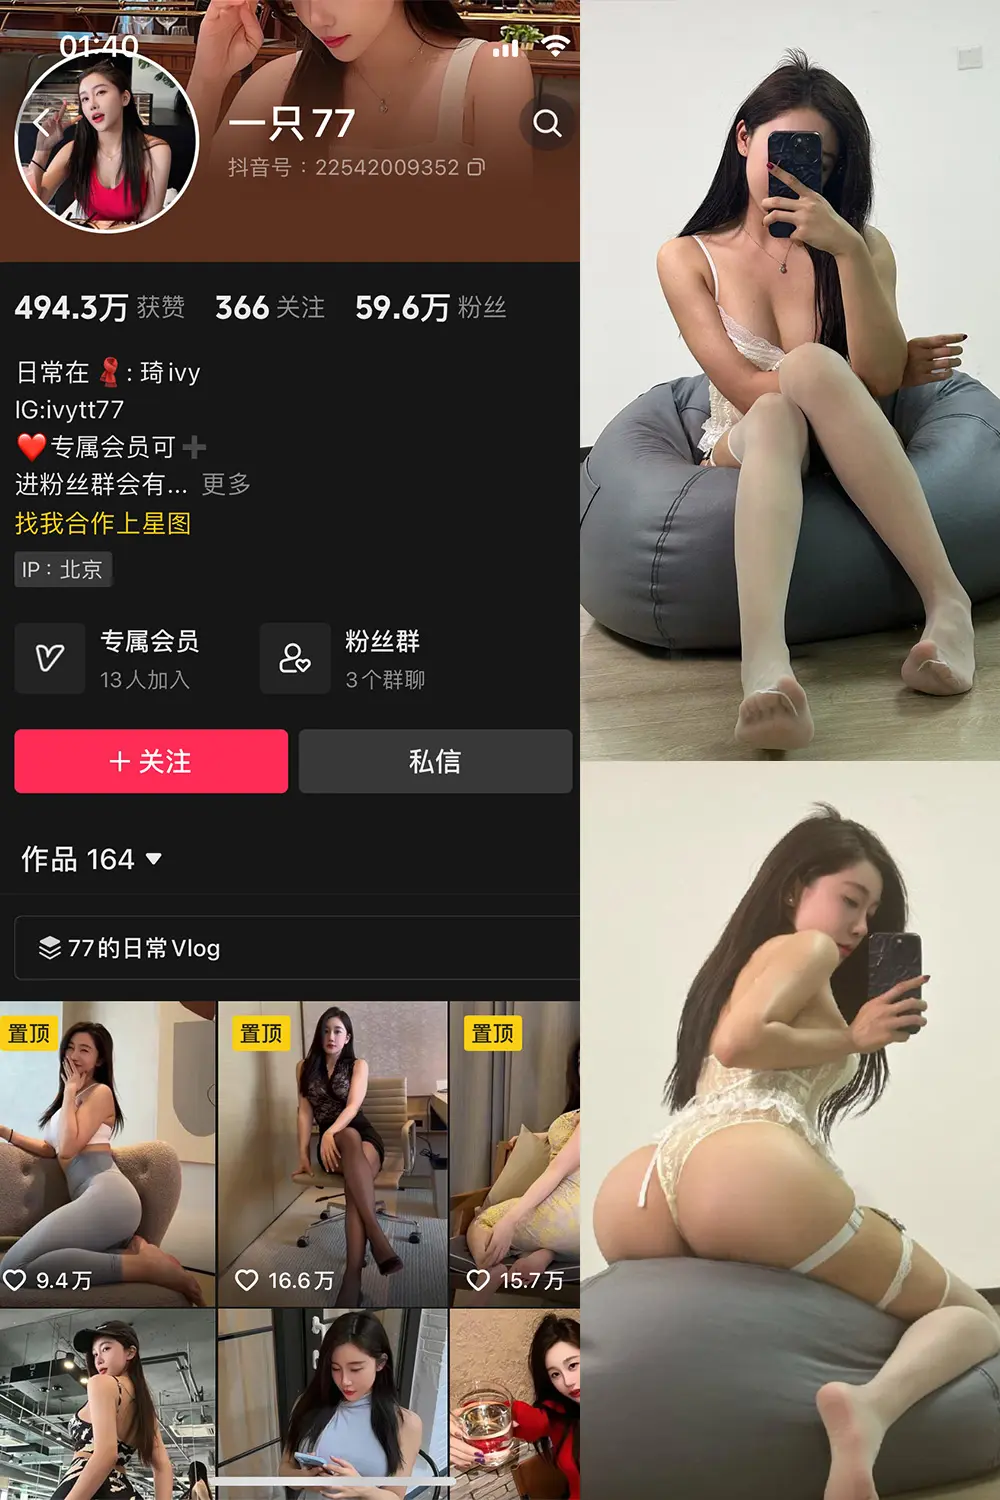 01:40
一只77
抖音号：22542009352
494.3万 获赞 366 关注 59.6万 粉丝
日常在🧣: 琦ivy
IG:ivytt77
❤️专属会员可➕
进粉丝群会有... 更多
找我合作上星图
IP：北京
专属会员
13人加入
粉丝群
3个群聊
+ 关注
私信
作品 164
77的日常Vlog
置顶
置顶
置顶
9.4万
16.6万
15.7万